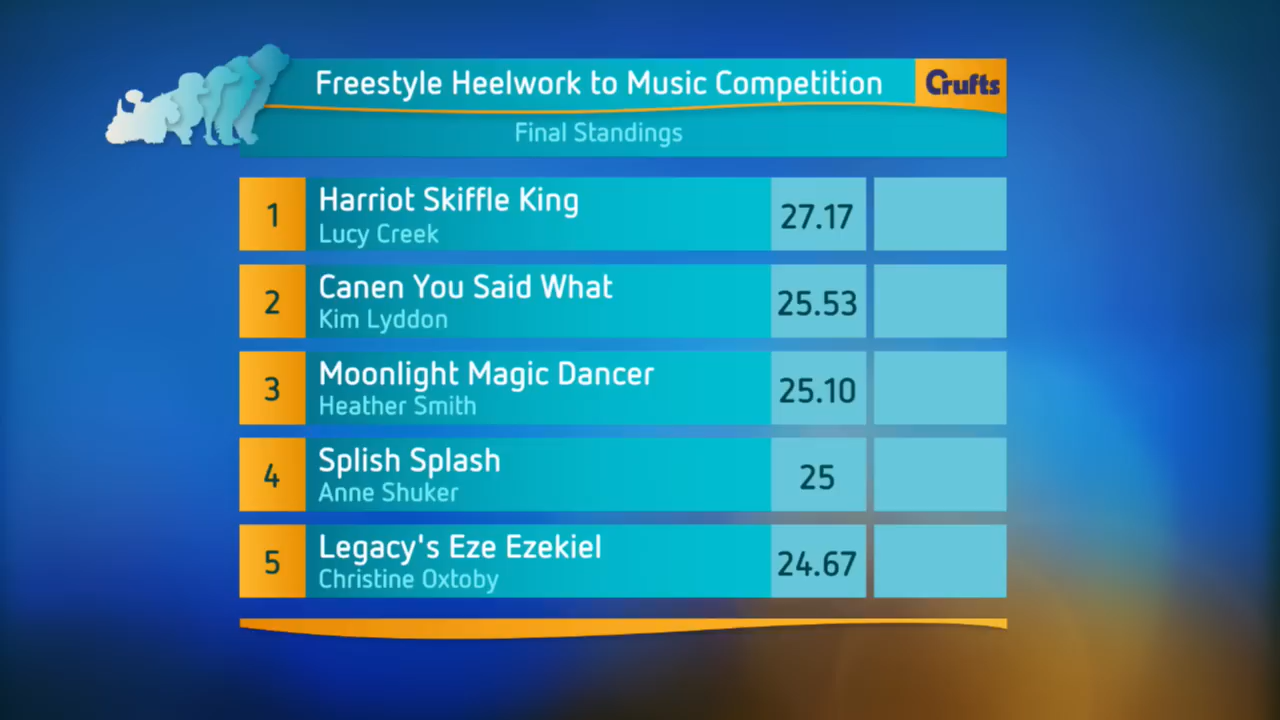 Freestyle Heelwork to Music Competition
Crufts
Final Standings
1
Harriot Skiffle King
Lucy Creek
27.17
2
Canen You Said What
Kim Lyddon
25.53
3
Moonlight Magic Dancer
Heather Smith
25.10
4
Splish Splash
Anne Shuker
25
5
Legacy's Eze Ezekiel
Christine Oxtoby
24.67